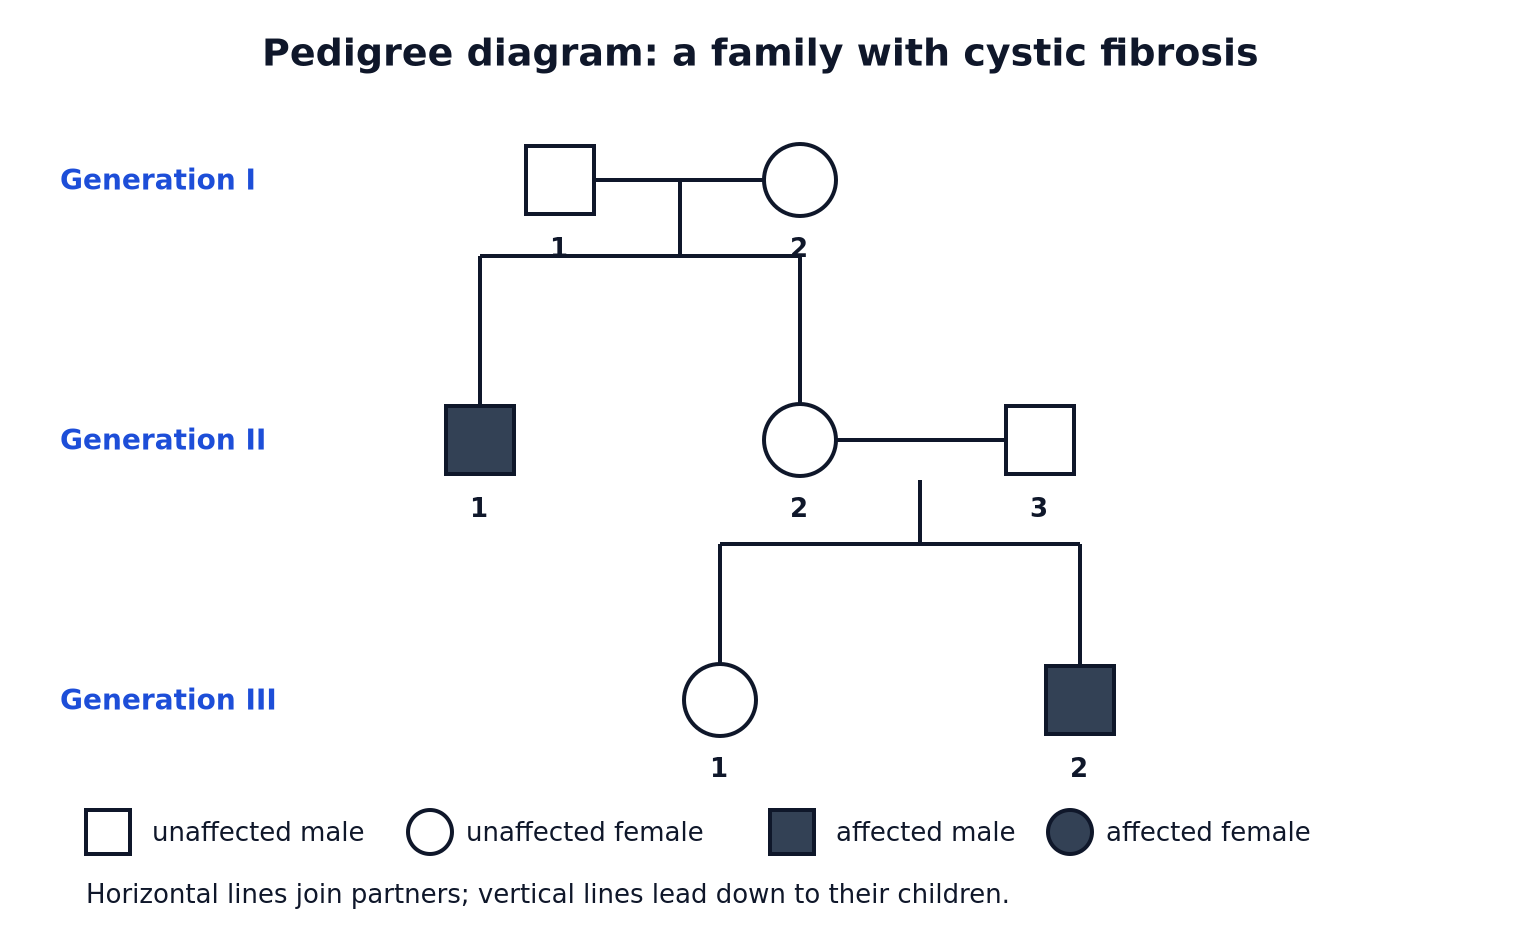 Pedigree diagram: a family with cystic fibrosis
Generation I
1 2
Generation II
1 2 3
Generation III
1 2
unaffected male unaffected female affected male affected female
Horizontal lines join partners; vertical lines lead down to their children.